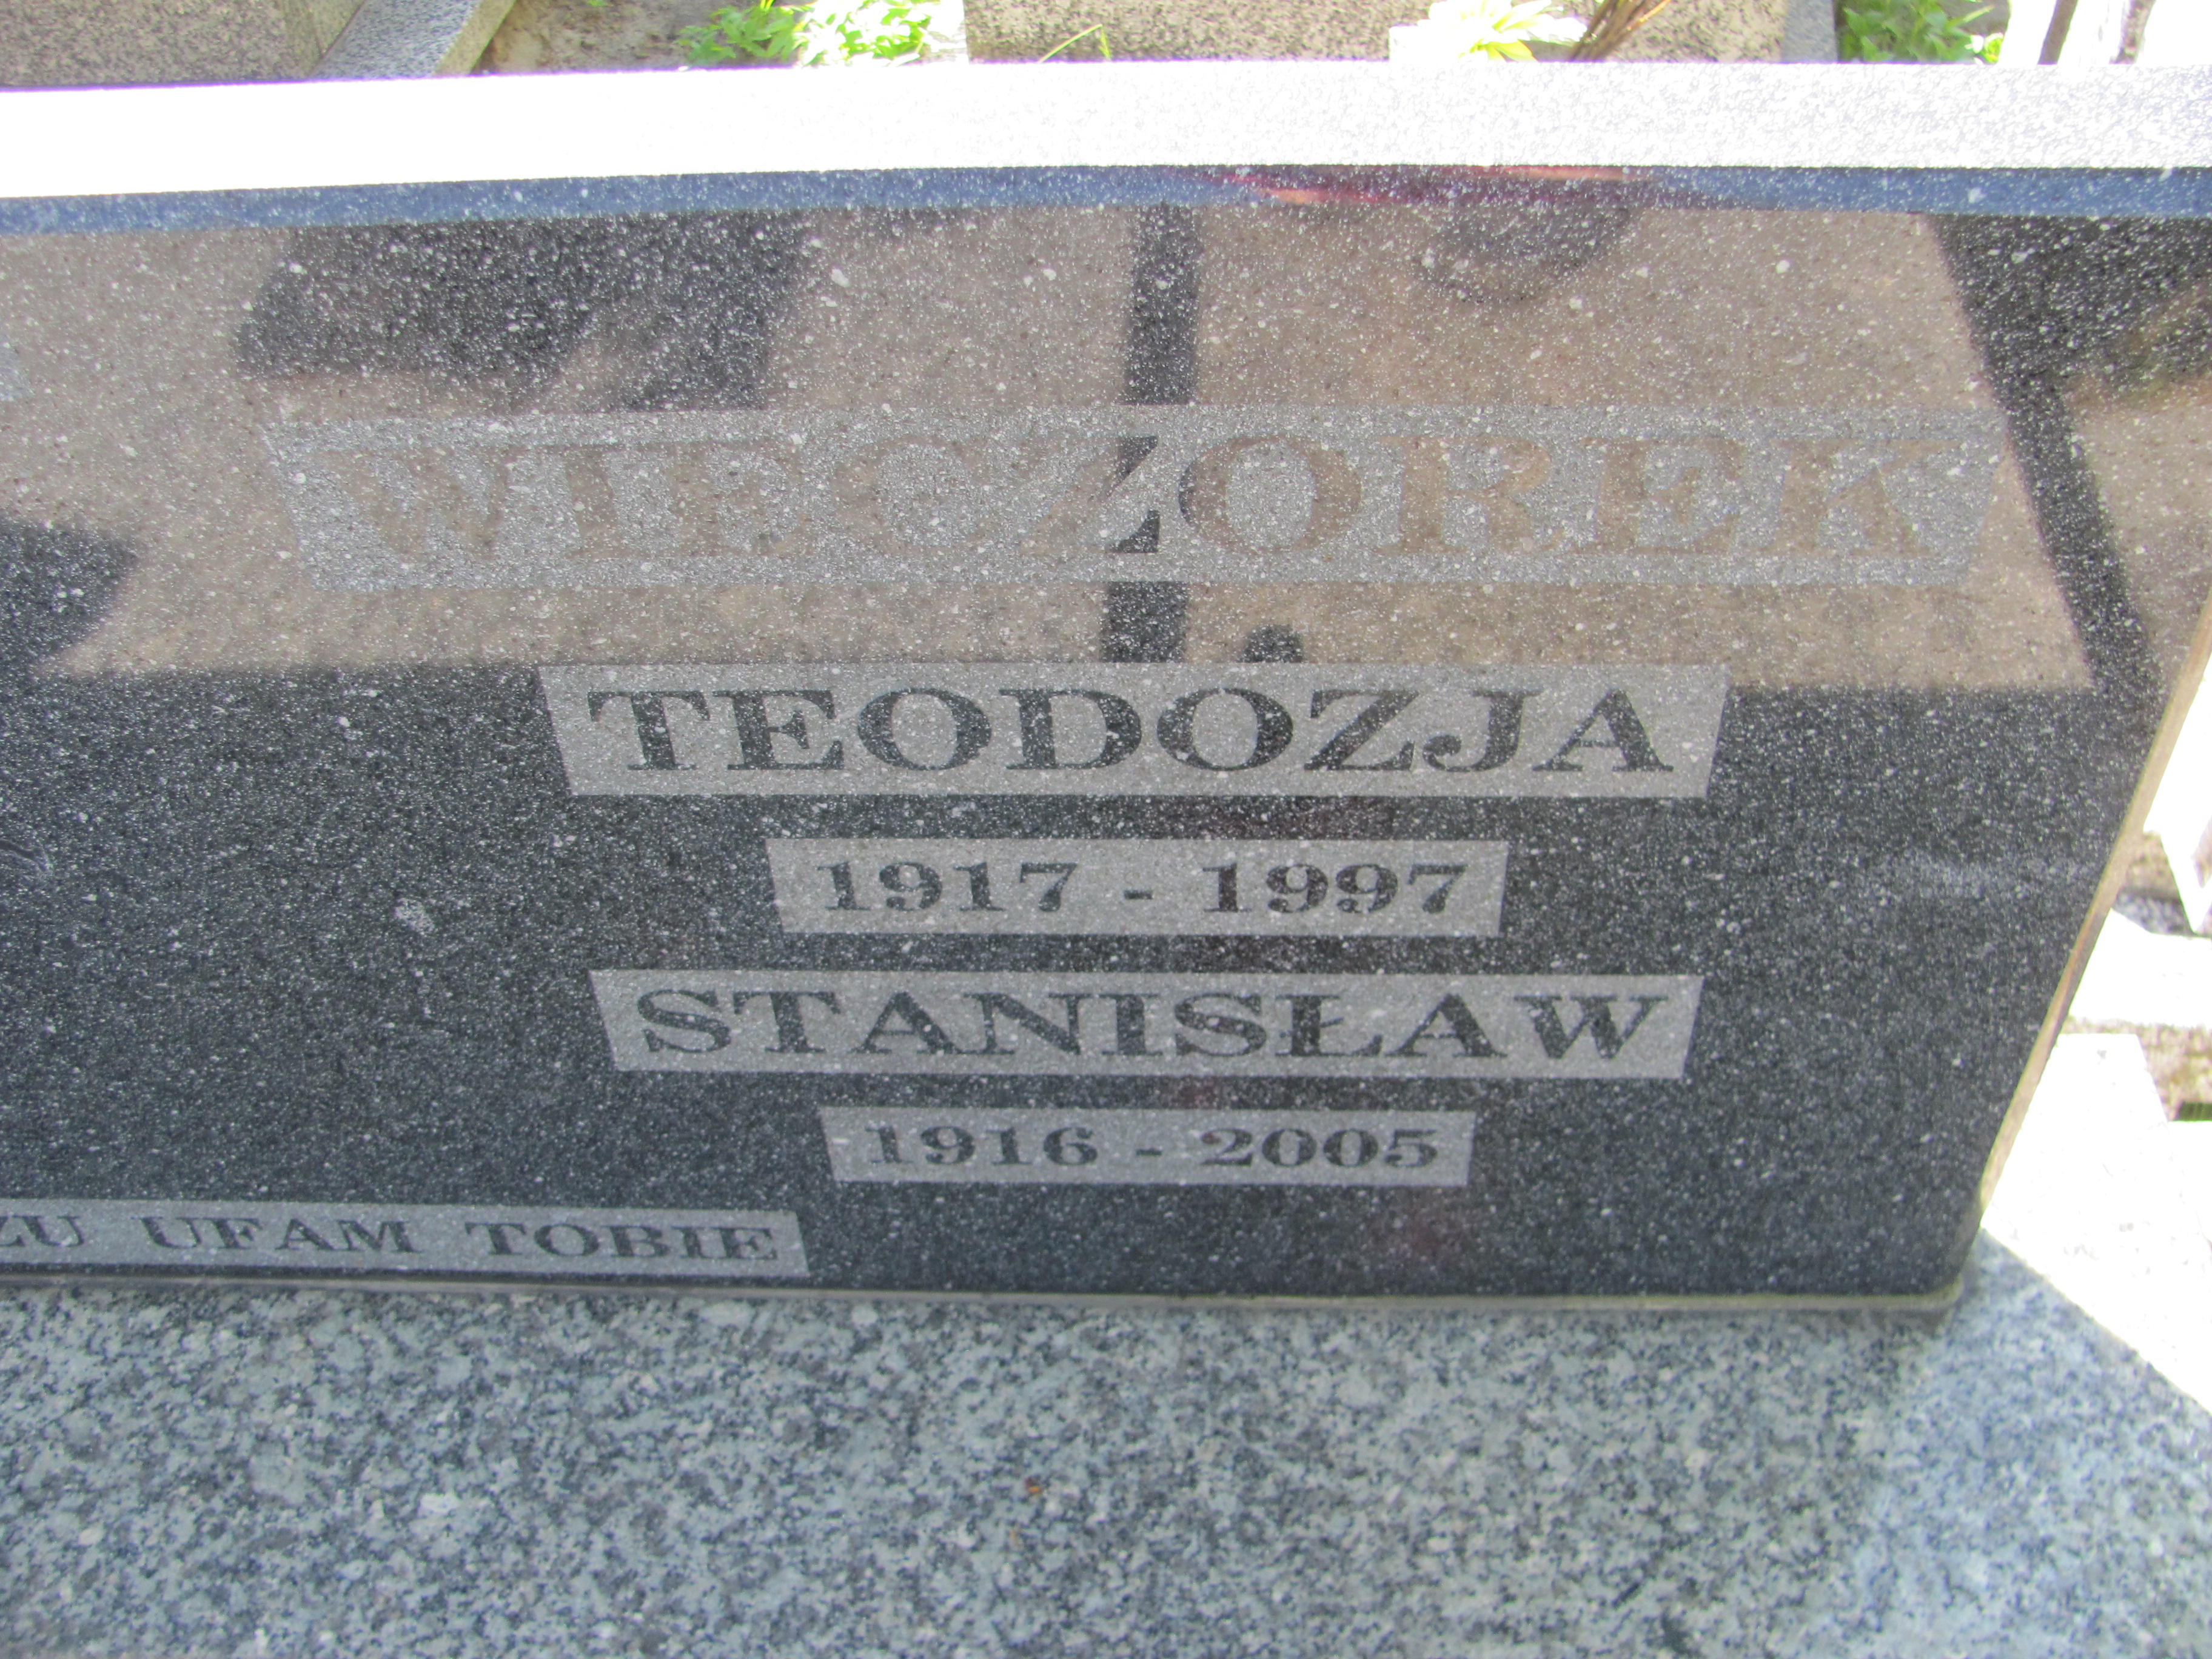 WIECZOREK
TEODOZJA
1917 - 1997
STANISŁAW
1916 - 2005
UFAM TOBIE